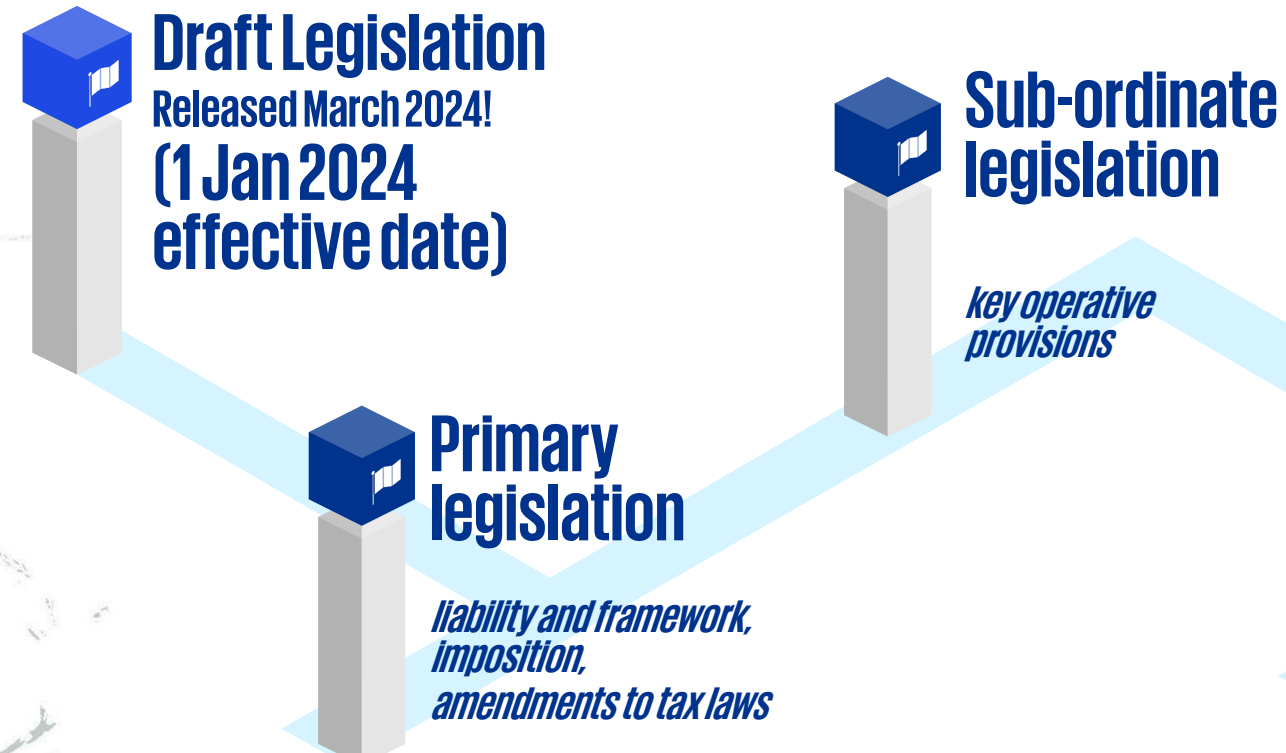 Draft Legislation
Released March 2024!
(1 Jan 2024
effective date)
Sub-ordinate
legislation
key operative
provisions
Primary
legislation
liability and framework,
imposition,
amendments to tax laws